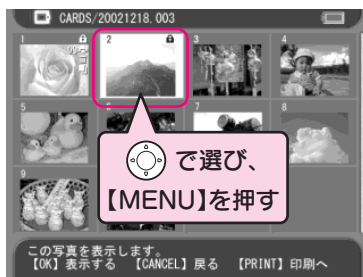 CARDS/20021218.003
1
2
3
4
5
7
8
9
で選び、
【MENU】を押す
この写真を表示します。
【OK】表示する 【CANCEL】戻る 【PRINT】印刷へ